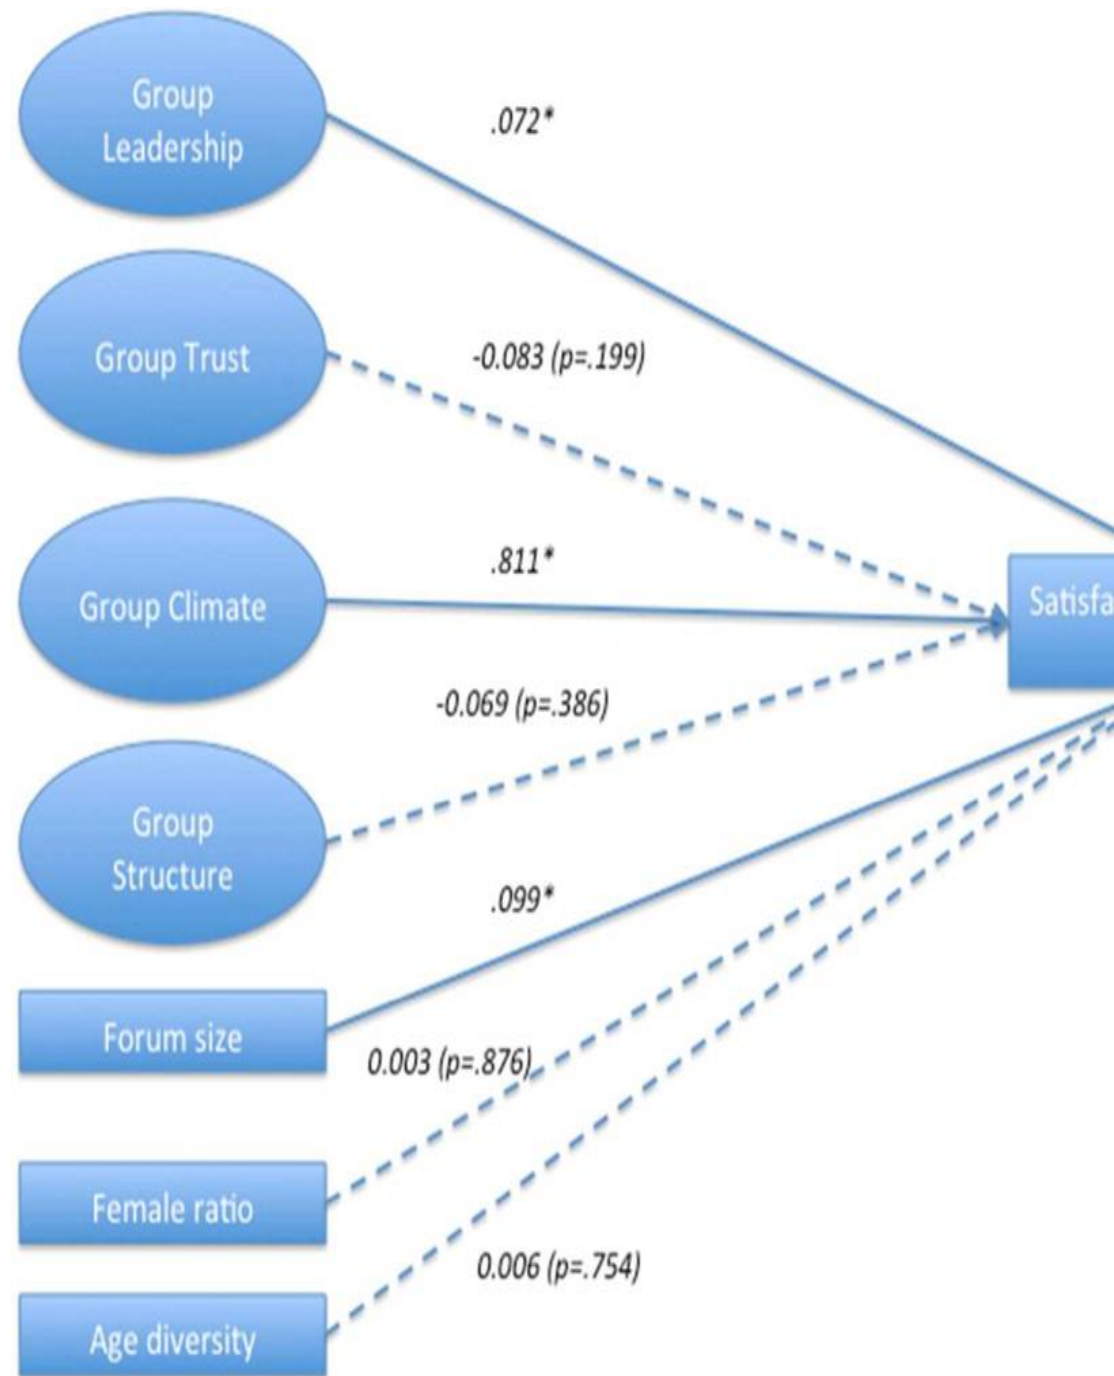 Group
Leadership
.072*
Group Trust
-0.083 (p=.199)
Group Climate
.811*
Satisfa
-0.069 (p=.386)
Group
Structure
.099*
Forum size
0.003 (p=.876)
Female ratio
0.006 (p=.754)
Age diversity